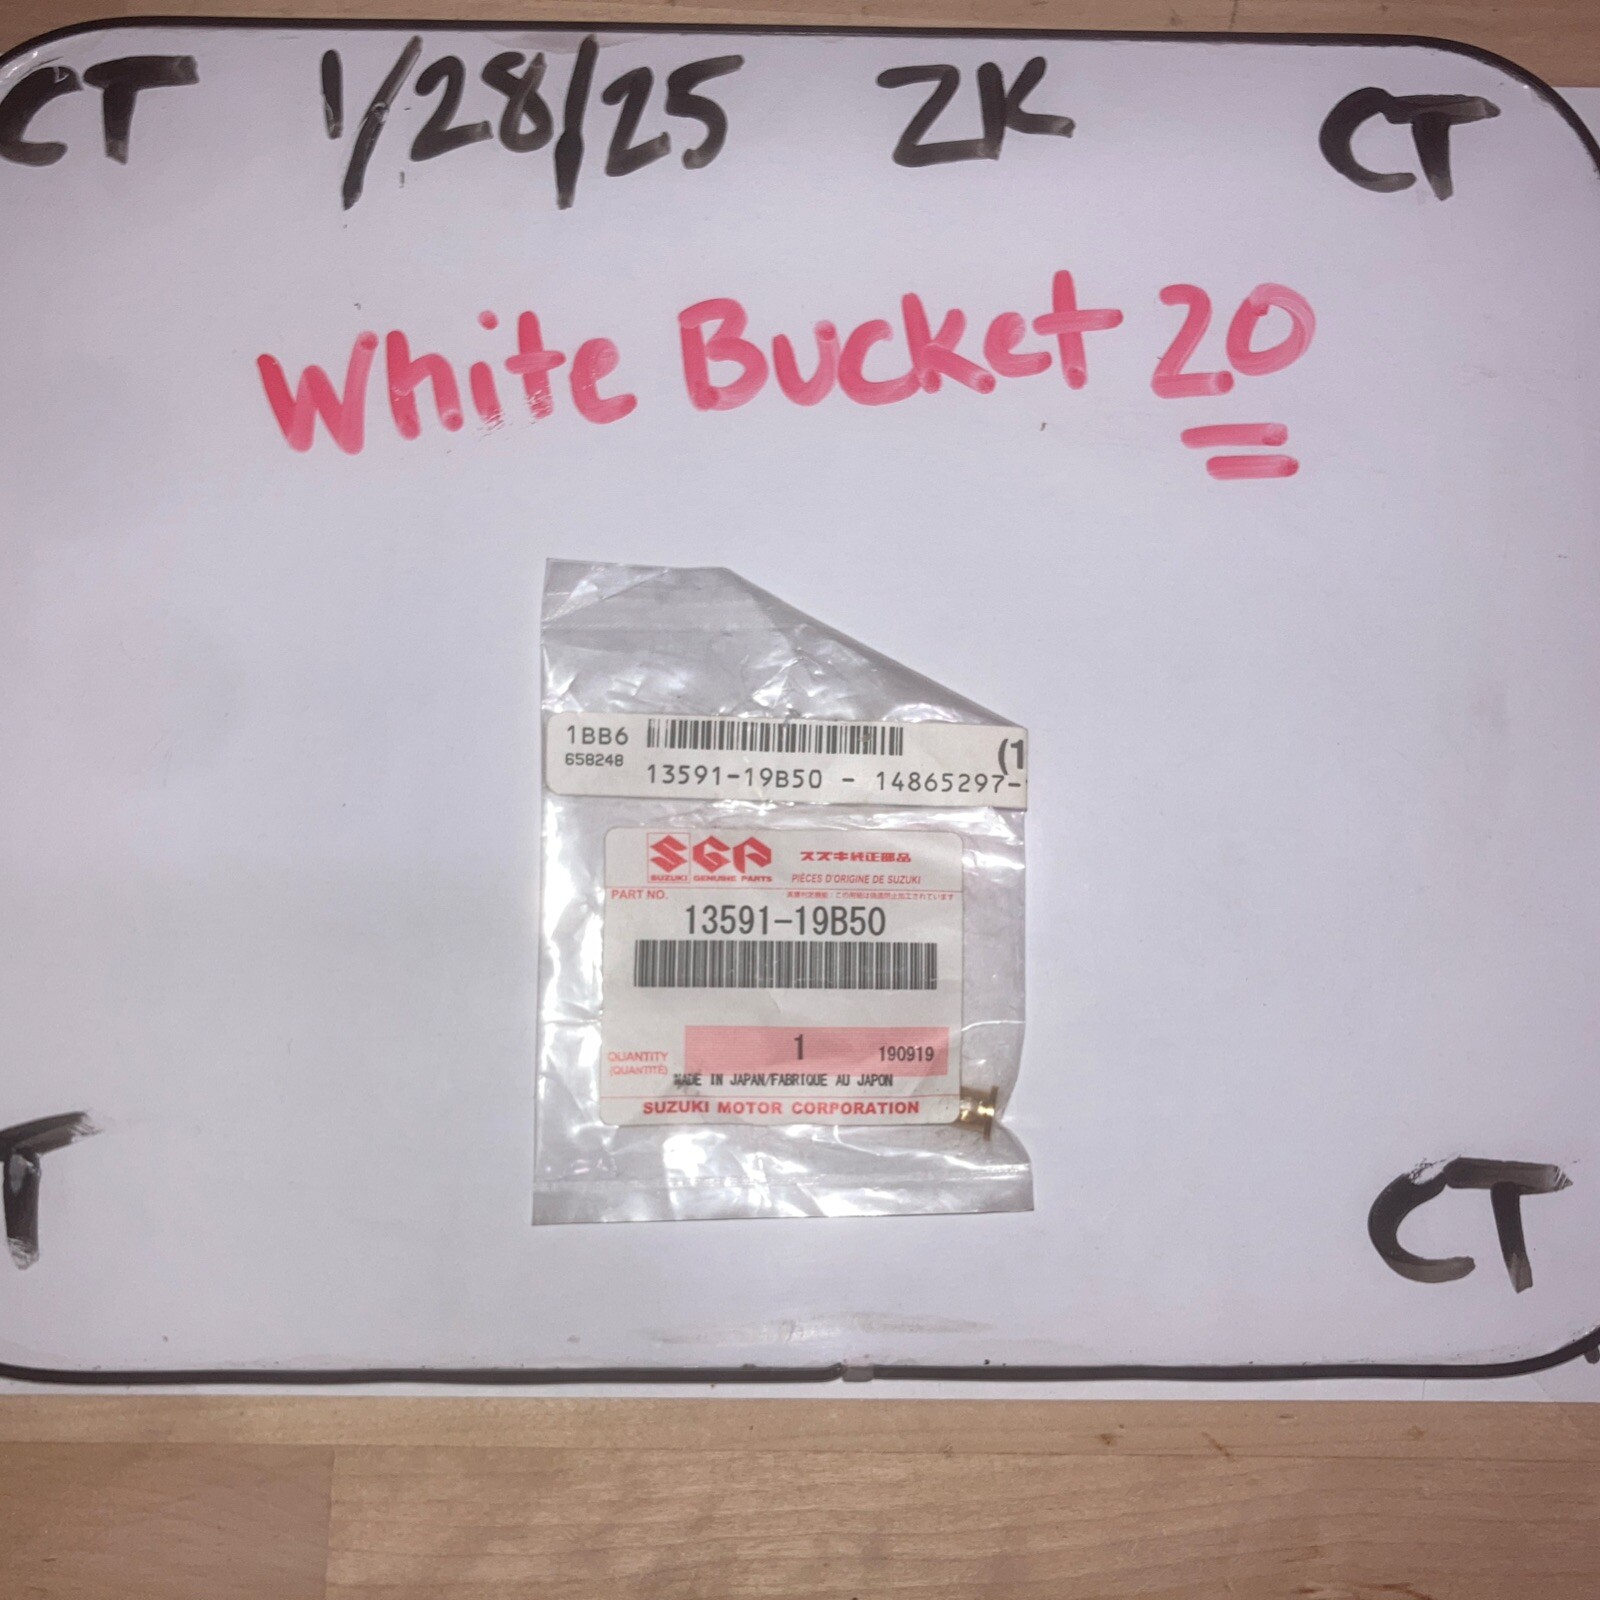 CT 1/28/25 ZK CT
White Bucket 20
1BB6
658248
13591-19B50 - 14865297-
(1
SGP
SUZUKI GENUINE PARTS
スズキ純正部品
PIÈCES D'ORIGINE DE SUZUKI
PART NO.
13591-19B50
QUANTITY
(QUANTITÉ)
1 190919
MADE IN JAPAN/FABRIQUE AU JAPON
SUZUKI MOTOR CORPORATION
T CT